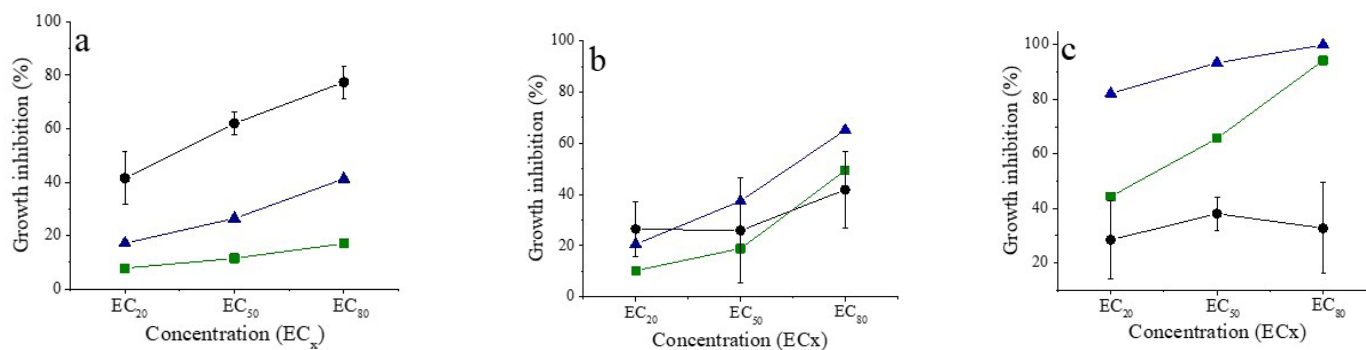 a
Growth inhibition (%)
100
80
60
40
20
0
EC20
EC50
EC80
Concentration (ECx)
b
Growth inhibition (%)
100
80
60
40
20
0
EC20
EC50
EC80
Concentration (ECx)
c
Growth inhibition (%)
100
80
60
40
20
EC20
EC50
EC80
Concentration (ECx)